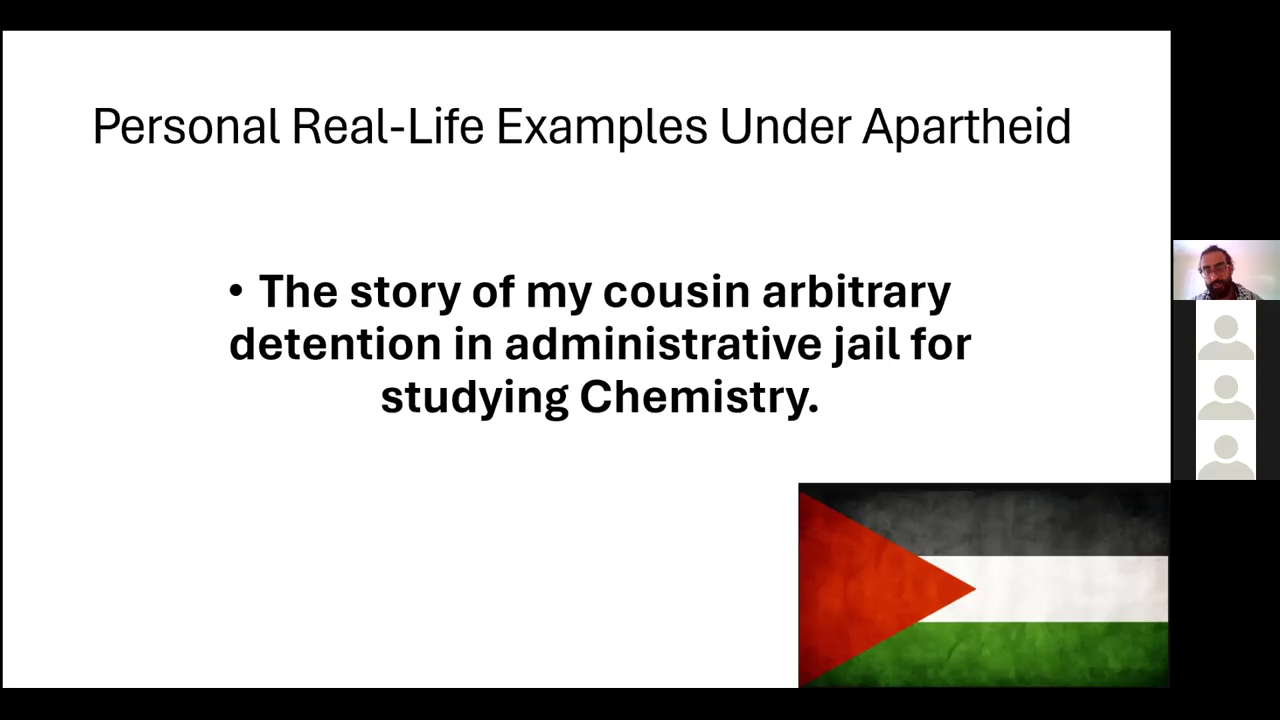 Personal Real-Life Examples Under Apartheid
• The story of my cousin arbitrary
detention in administrative jail for
studying Chemistry.